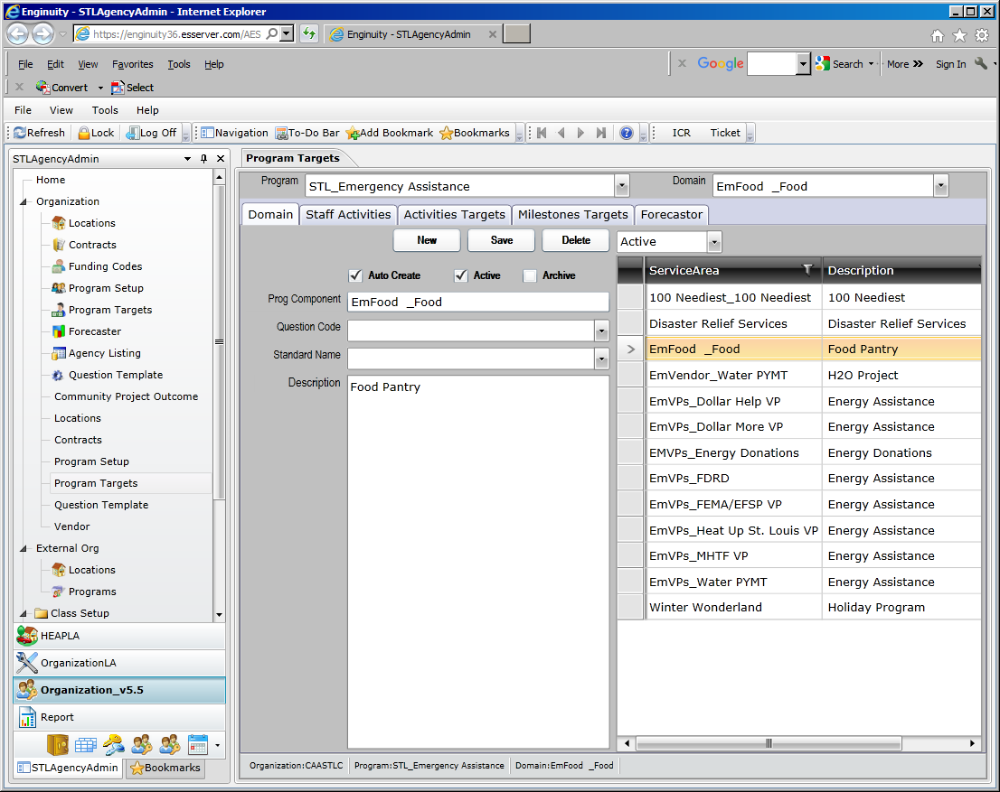 Enginuity - STLAgencyAdmin - Internet Explorer
https://enginuity36.esserver.com/AES
Enginuity - STLAgencyAdmin
File Edit View Favorites Tools Help
Google Search More Sign In
Convert Select
File View Tools Help
Refresh Lock Log Off Navigation To-Do Bar Add Bookmark Bookmarks ICR Ticket
STLAgencyAdmin
Home
Organization
Locations
Contracts
Funding Codes
Program Setup
Program Targets
Forecaster
Agency Listing
Question Template
Community Project Outcome
Locations
Contracts
Program Setup
Program Targets
Question Template
Vendor
External Org
Locations
Programs
Class Setup
HEAPLA
OrganizationLA
Organization_v5.5
Report
STLAgencyAdmin Bookmarks
Program Targets
Program STL_Emergency Assistance Domain EmFood _Food
Domain Staff Activities Activities Targets Milestones Targets Forecastor
New Save Delete Active
Auto Create Active Archive
Prog Component EmFood _Food
Question Code
Standard Name
Description Food Pantry
ServiceArea Description
100 Neediest_100 Neediest 100 Neediest
Disaster Relief Services Disaster Relief Services
EmFood _Food Food Pantry
EmVendor_Water PYMT H2O Project
EmVPs_Dollar Help VP Energy Assistance
EmVPs_Dollar More VP Energy Assistance
EMVPs_Energy Donations Energy Donations
EmVPs_FDRD Energy Assistance
EmVPs_FEMA/EFSP VP Energy Assistance
EmVPs_Heat Up St. Louis VP Energy Assistance
EmVPs_MHTF VP Energy Assistance
EmVPs_Water PYMT Energy Assistance
Winter Wonderland Holiday Program
Organization:CAASTLC Program:STL_Emergency Assistance Domain:EmFood _Food